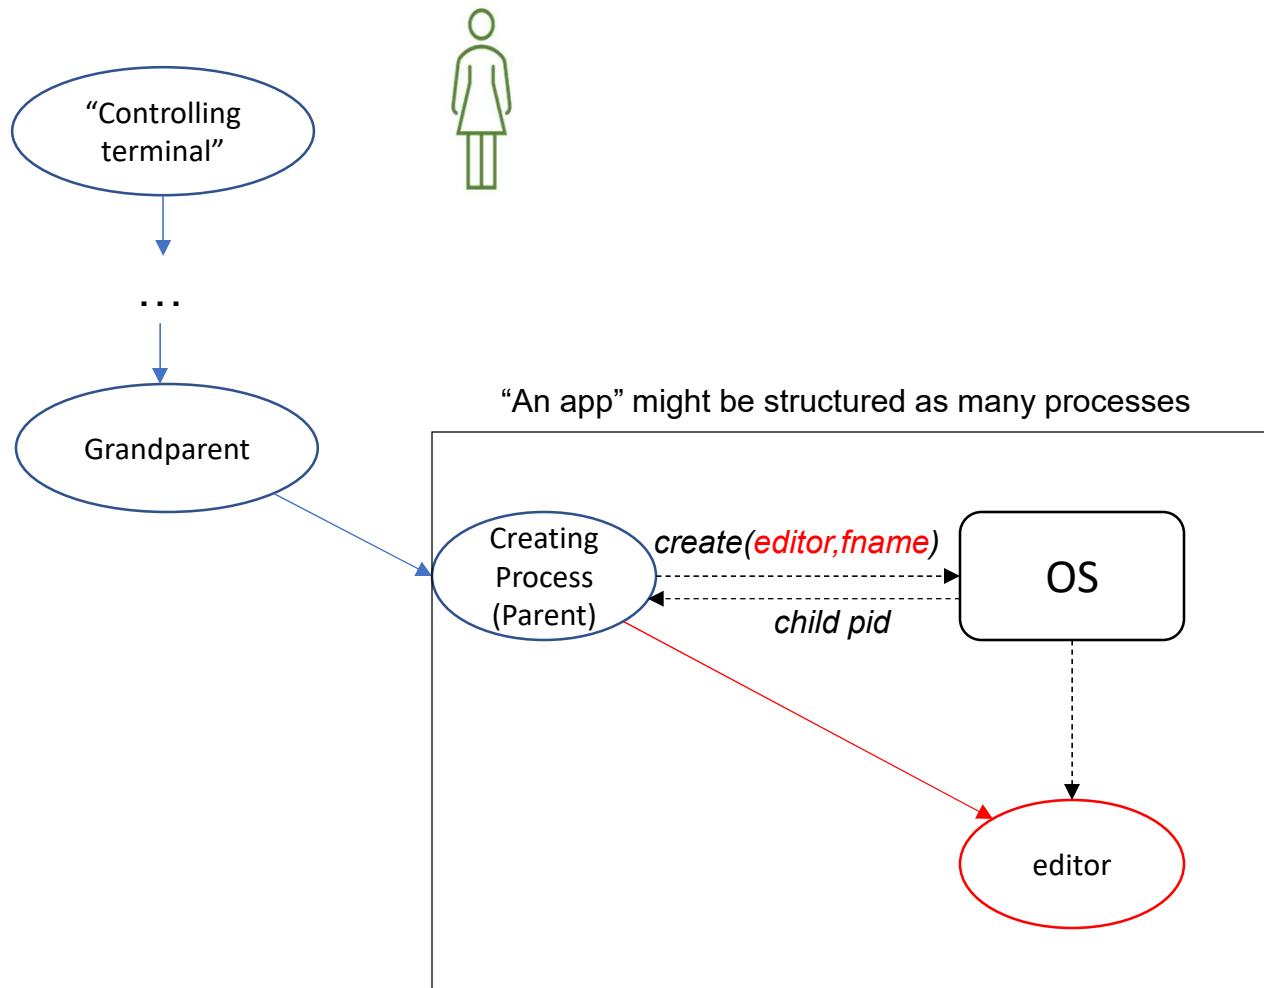 “Controlling
terminal”
...
Grandparent
“An app” might be structured as many processes
Creating
Process
(Parent)
create(editor,fname)
child pid
OS
editor